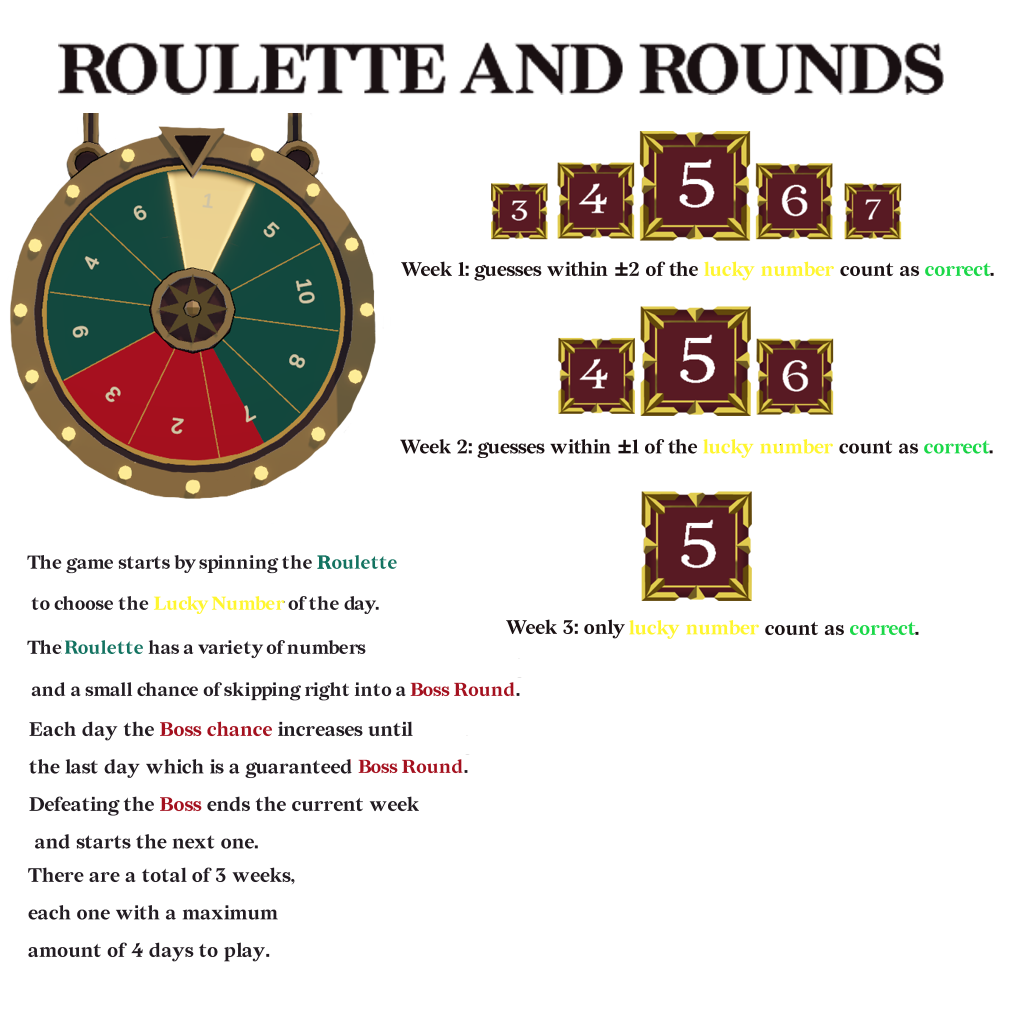 ROULETTE AND ROUNDS
1
5
10
8
7
2
3
9
4
6
3 4 5 6 7
Week 1: guesses within ±2 of the lucky number count as correct.
4 5 6
Week 2: guesses within ±1 of the lucky number count as correct.
5
Week 3: only lucky number count as correct.
The game starts by spinning the Roulette
to choose the Lucky Number of the day.
The Roulette has a variety of numbers
and a small chance of skipping right into a Boss Round.
Each day the Boss chance increases until
the last day which is a guaranteed Boss Round.
Defeating the Boss ends the current week
and starts the next one.
There are a total of 3 weeks,
each one with a maximum
amount of 4 days to play.